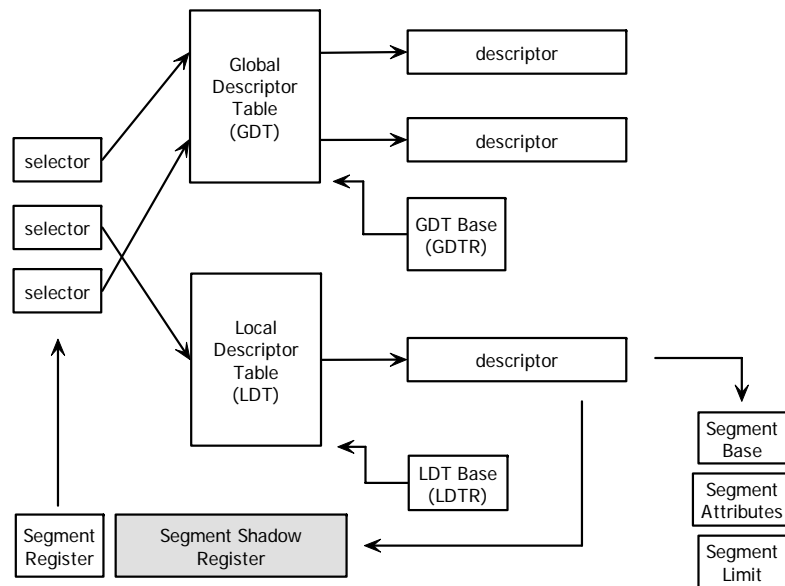 Global
Descriptor
Table
(GDT)
descriptor
descriptor
selector
selector
selector
GDT Base
(GDTR)
Local
Descriptor
Table
(LDT)
descriptor
LDT Base
(LDTR)
Segment
Base
Segment
Attributes
Segment
Limit
Segment
Register
Segment Shadow
Register